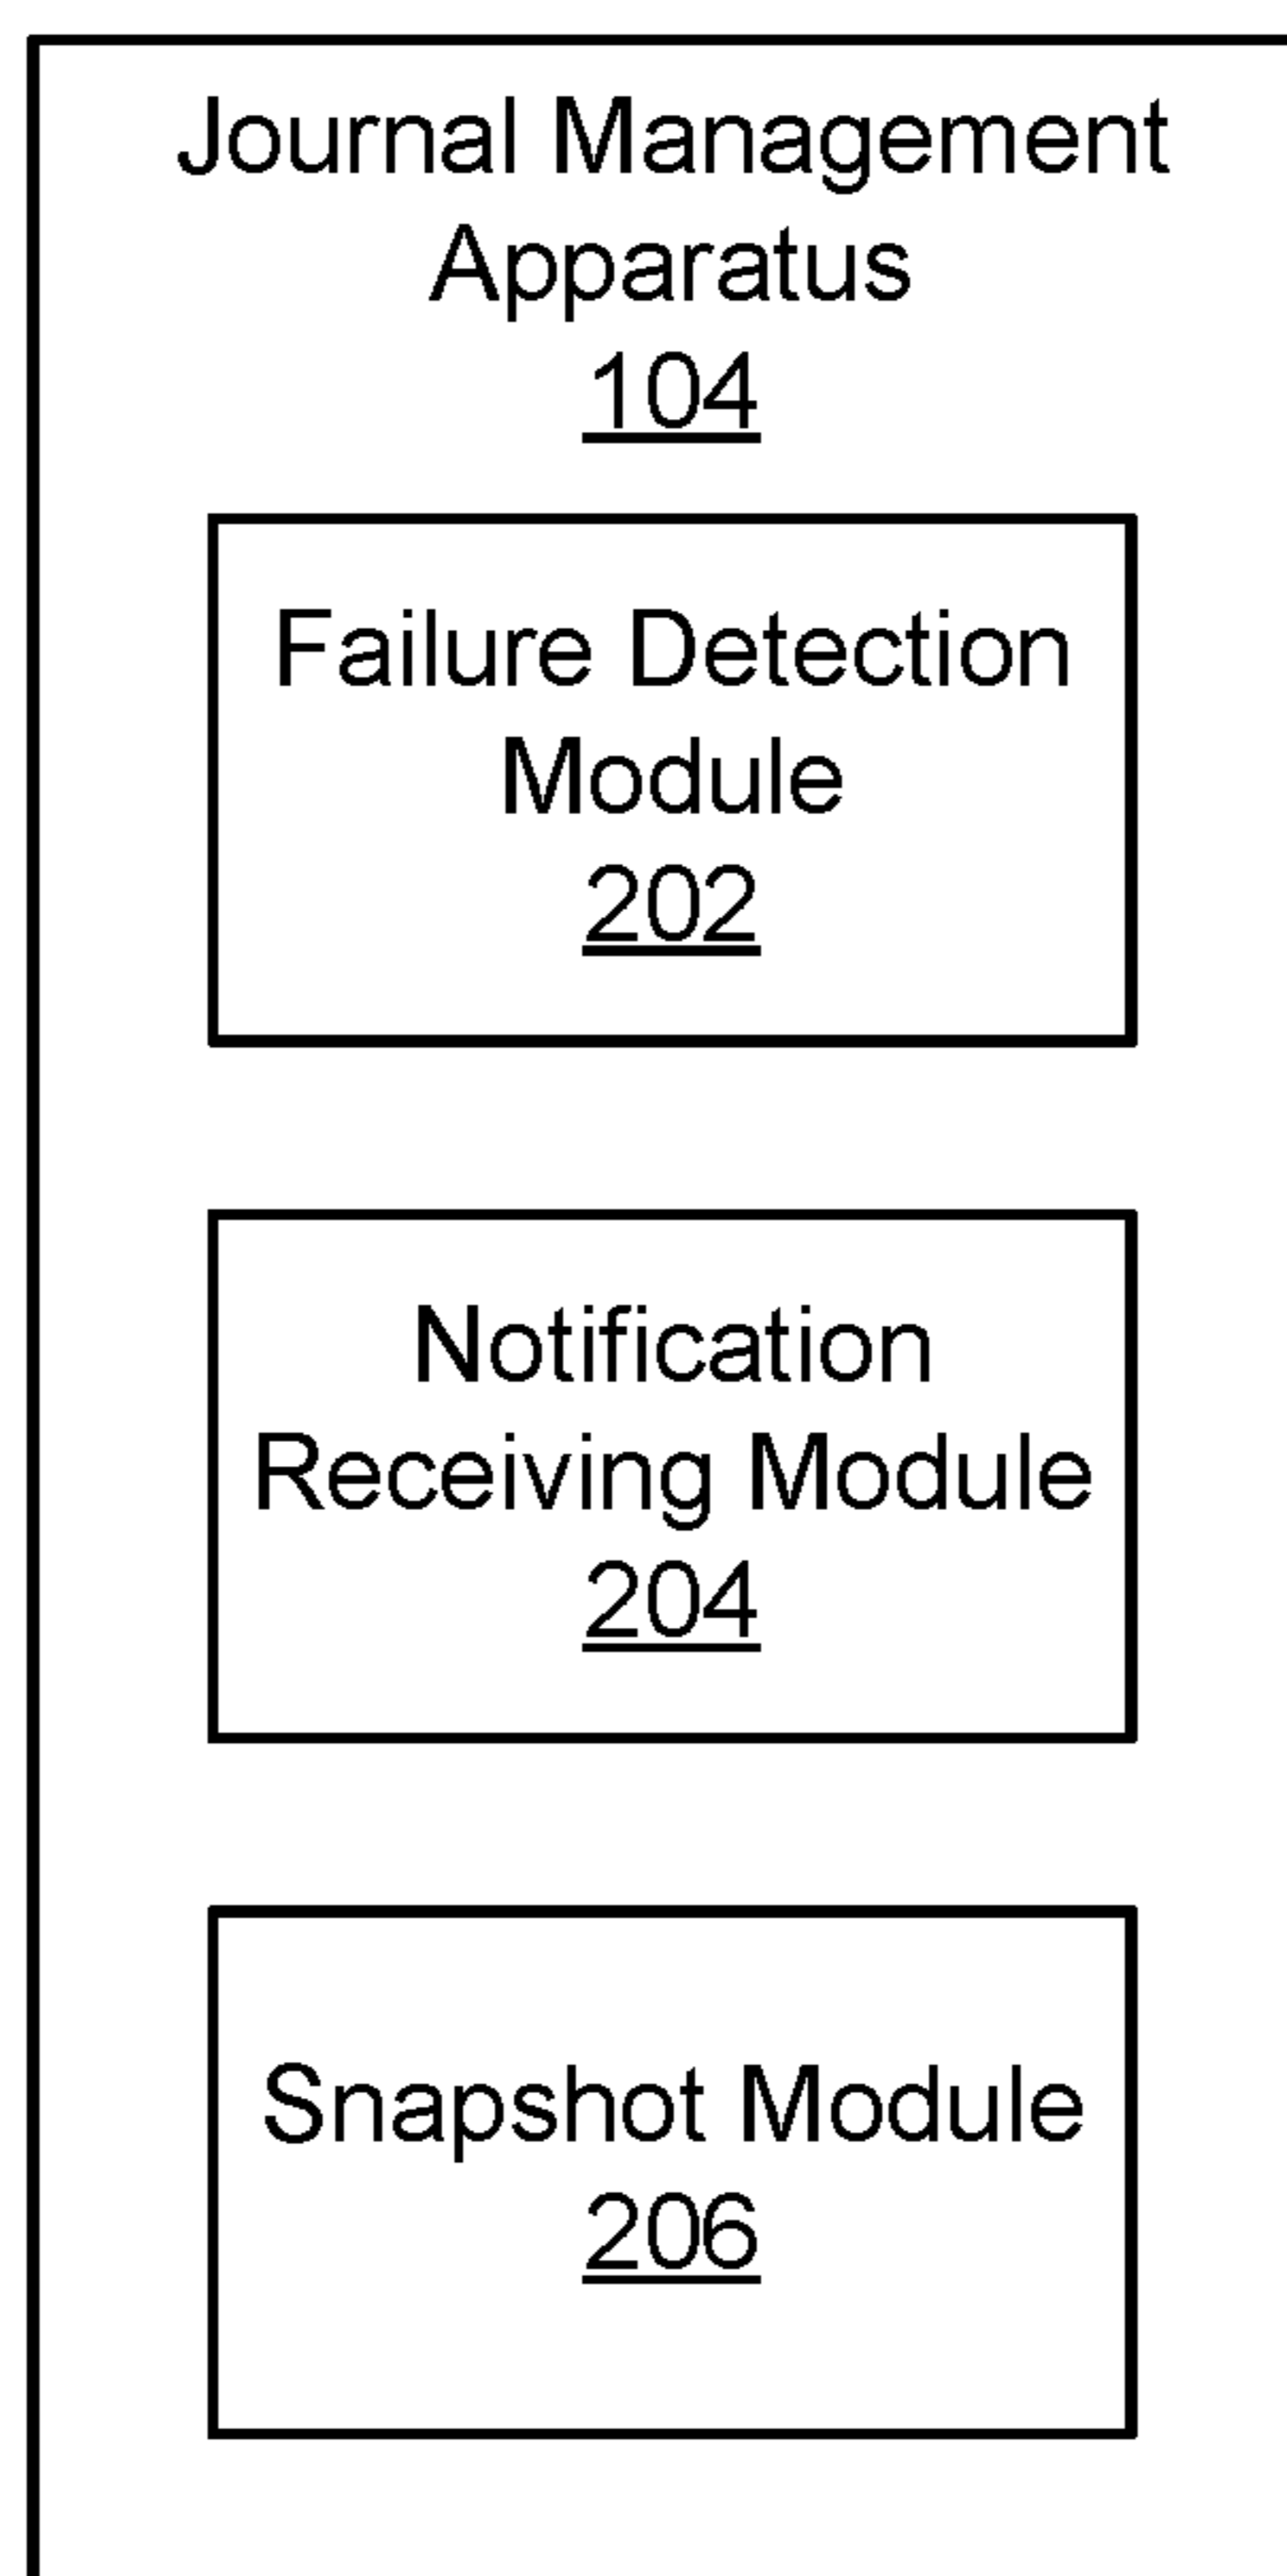 Journal Management
Apparatus
104
Failure Detection
Module
202
Notification
Receiving Module
204
Snapshot Module
206